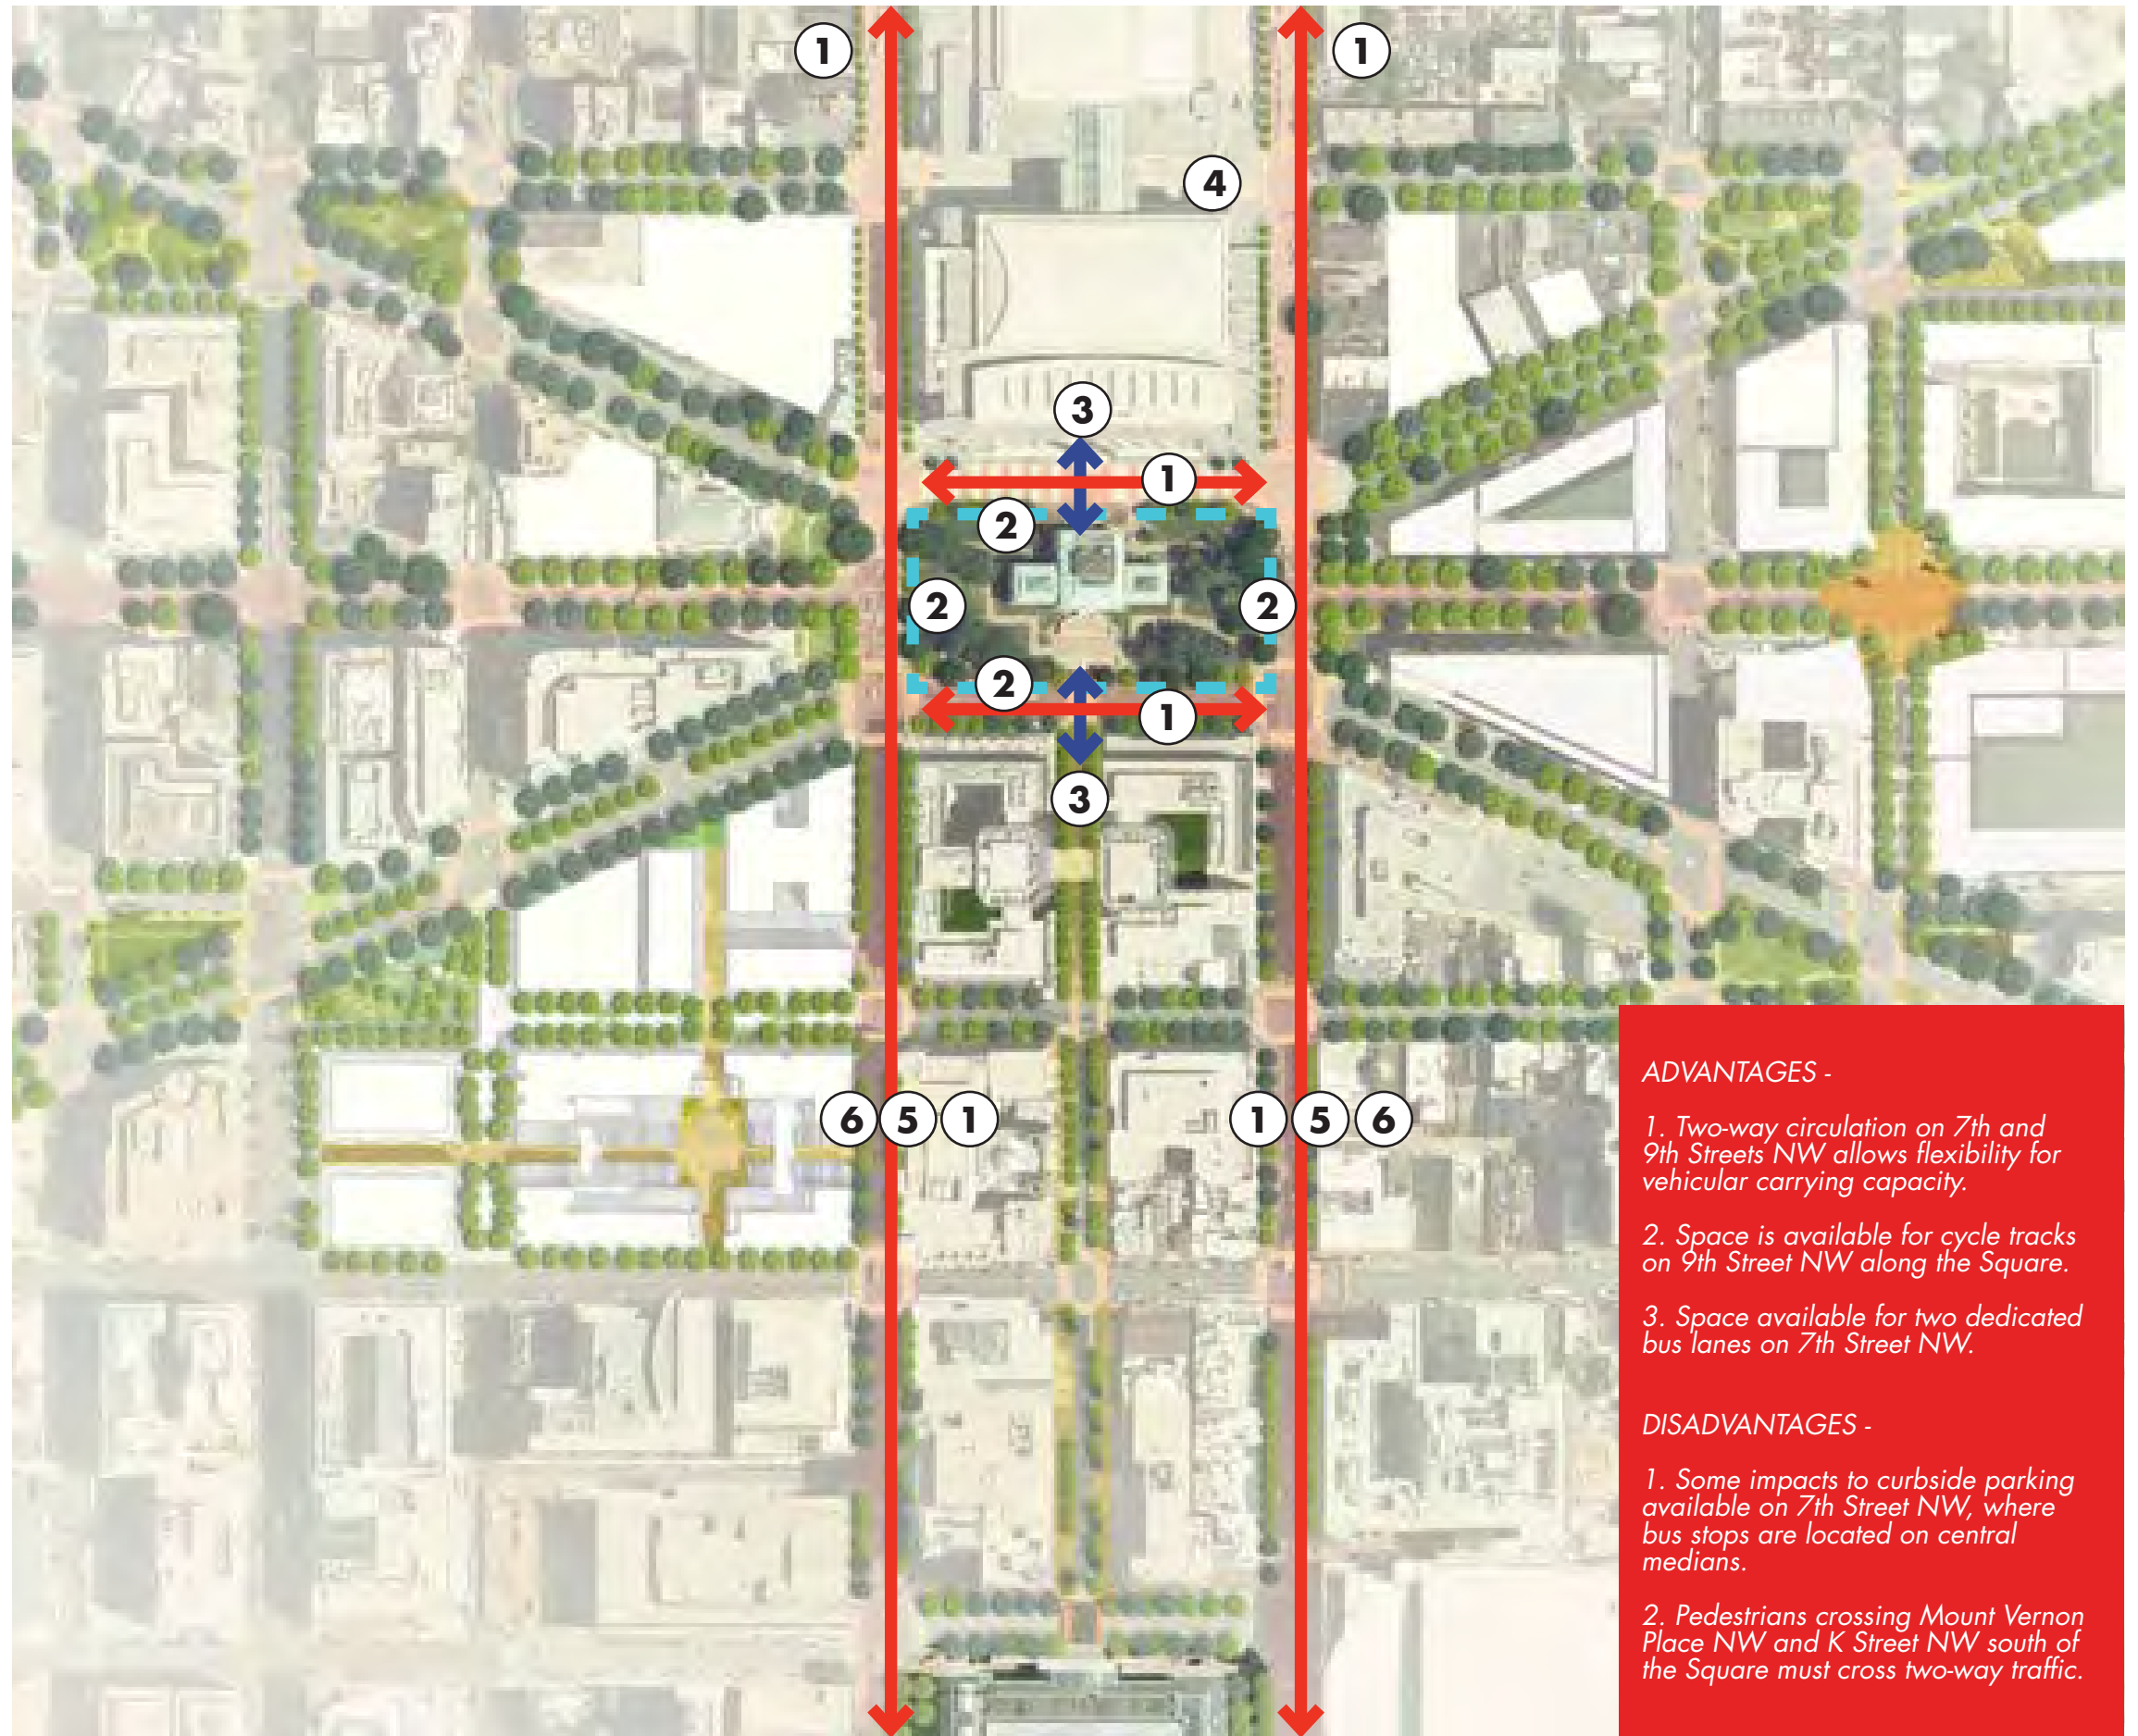 1
1
4
3
1
2
2
2
2
1
3
6 5 1
1 5 6
ADVANTAGES -
1. Two-way circulation on 7th and
9th Streets NW allows flexibility for
vehicular carrying capacity.
2. Space is available for cycle tracks
on 9th Street NW along the Square.
3. Space available for two dedicated
bus lanes on 7th Street NW.
DISADVANTAGES -
1. Some impacts to curbside parking
available on 7th Street NW, where
bus stops are located on central
medians.
2. Pedestrians crossing Mount Vernon
Place NW and K Street NW south of
the Square must cross two-way traffic.